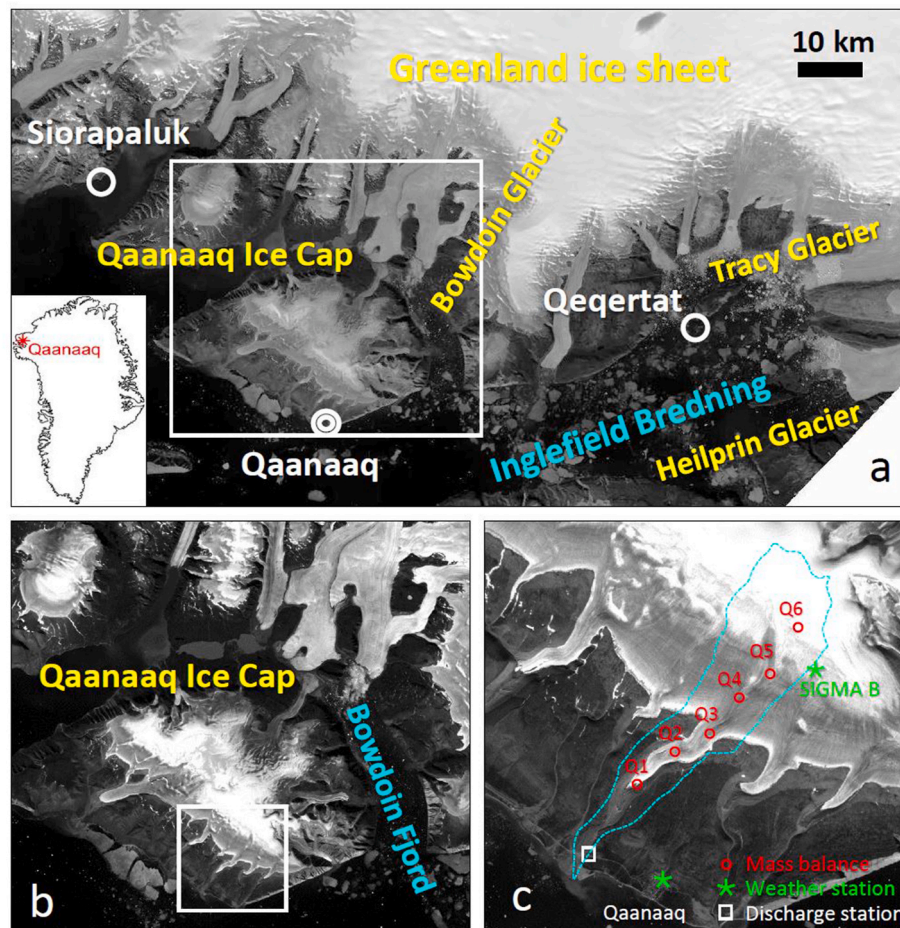 Greenland ice sheet
10 km
Siorapaluk
Bowdoin Glacier
Qaanaaq Ice Cap
Tracy Glacier
Qeqertat
Qaanaaq
Inglefield Bredning
Heilprin Glacier
Qaanaaq
a
Qaanaaq Ice Cap
Bowdoin Fjord
b
Q6
Q5
SIGMA B
Q4
Q3
Q2
Q1
Mass balance
Weather station
Qaanaaq
Discharge station
c